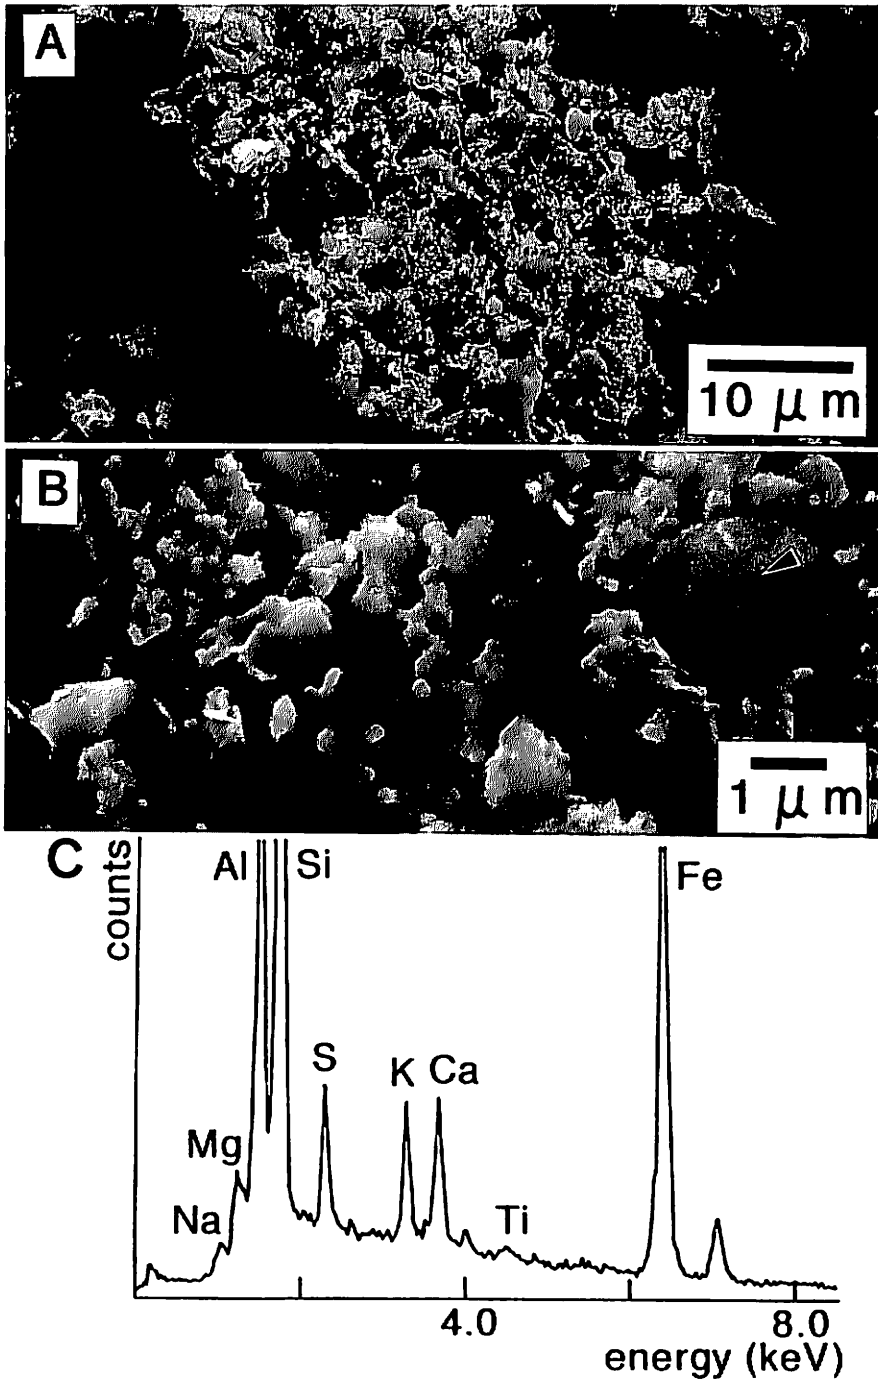 A
10 μm
B
1 μm
C
counts
Al Si
Fe
S
K Ca
Mg
Na
Ti
4.0 8.0
energy (keV)